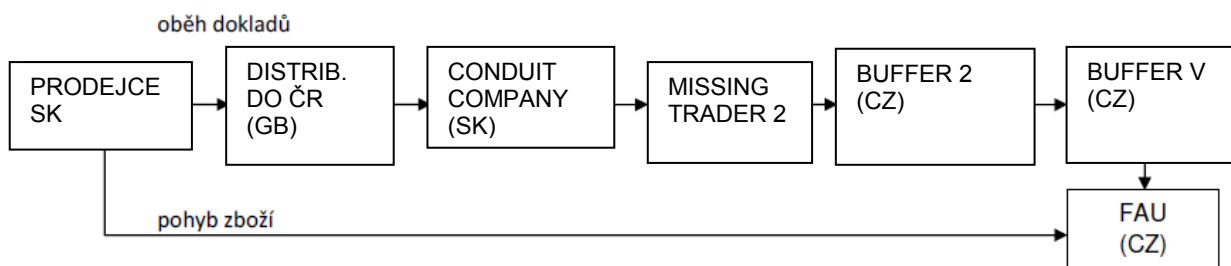 oběh dokladů
PRODEJCE
SK
DISTRIB.
DO ČR
(GB)
CONDUIT
COMPANY
(SK)
MISSING
TRADER 2
BUFFER 2
(CZ)
BUFFER V
(CZ)
pohyb zboží
FAU
(CZ)